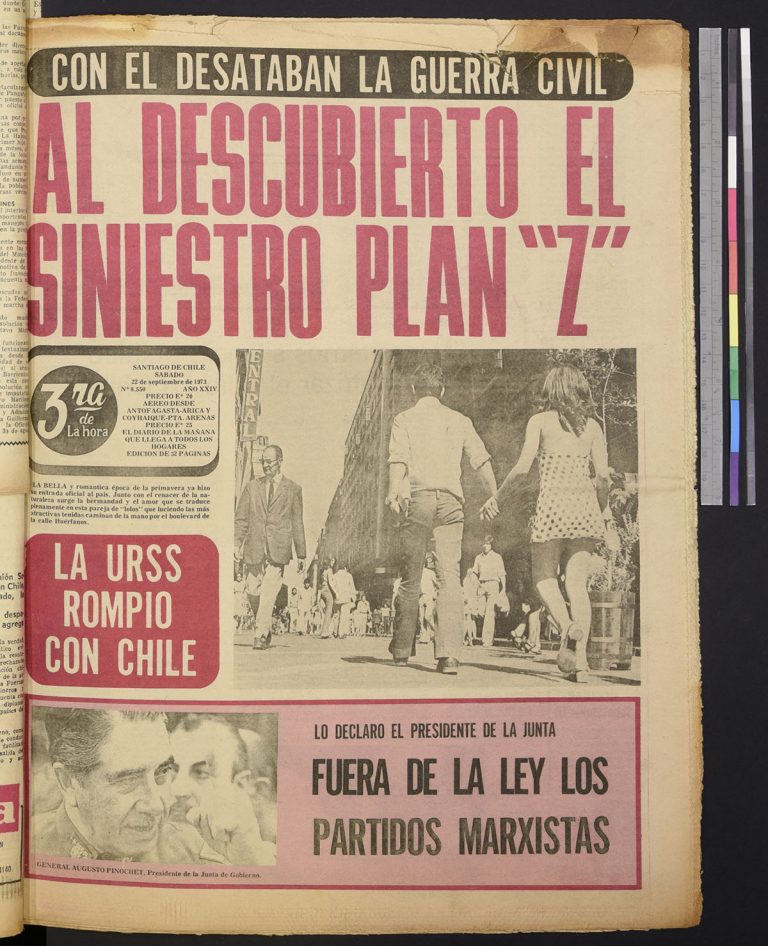 CON EL DESATABAN LA GUERRA CIVIL
AL DESCUBIERTO EL
SINIESTRO PLAN "Z"
3ra
de
La hora
SANTIAGO DE CHILE
SABADO
22 de septiembre de 1973
Nº 8.550 AÑO XXIV
PRECIO Eº 20
AEREO DESDE
ANTOFAGASTA-ARICA Y
COYHAIQUE-PTA. ARENAS
PRECIO Eº 25
EL DIARIO DE LA MAÑANA
QUE LLEGA A TODOS LOS
HOGARES
EDICION DE 32 PAGINAS
LA BELLA y romantica época de la primavera ya hizo
su entrada oficial al país. Junto con el renacer de la na-
turaleza surge la hermandad y el amor que se traduce
plenamente en esta pareja de "lolos" que luciendo las más
atractivas tenidas caminan de la mano por el boulevard de
la calle Huérfanos.
LA URSS
ROMPIO
CON CHILE
LO DECLARO EL PRESIDENTE DE LA JUNTA
FUERA DE LA LEY LOS
PARTIDOS MARXISTAS
GENERAL AUGUSTO PINOCHET, Presidente de la Junta de Gobierno.